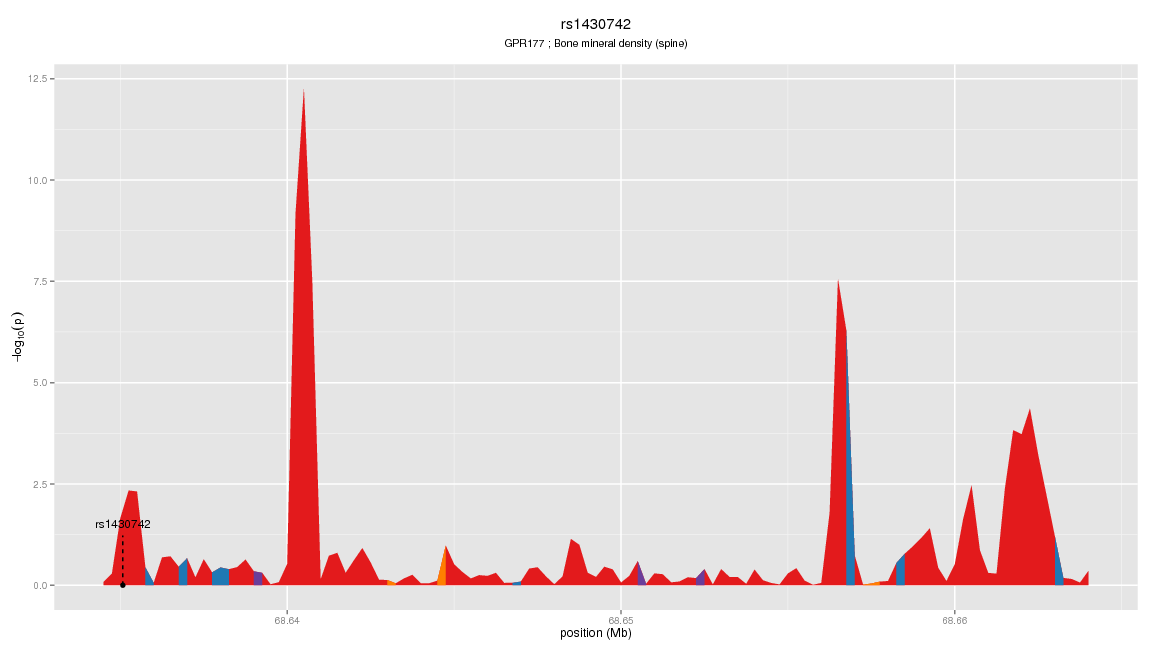 rs1430742
GPR177 ; Bone mineral density (spine)
12.5
10.0
7.5
5.0
2.5
0.0
−log10(p)
rs1430742
68.64
68.65
68.66
position (Mb)